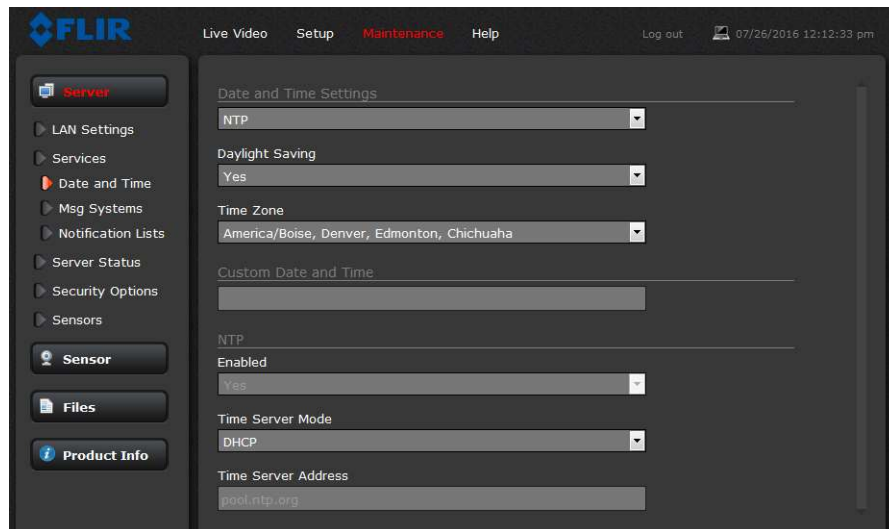 FLIR
Live Video Setup Maintenance Help Log out 07/26/2016 12:12:33 pm
Server
LAN Settings
Services
Date and Time
Msg Systems
Notification Lists
Server Status
Security Options
Sensors
Sensor
Files
Product Info
Date and Time Settings
NTP
Daylight Saving
Yes
Time Zone
America/Boise, Denver, Edmonton, Chichuaha
Custom Date and Time
NTP
Enabled
Yes
Time Server Mode
DHCP
Time Server Address
pool.ntp.org